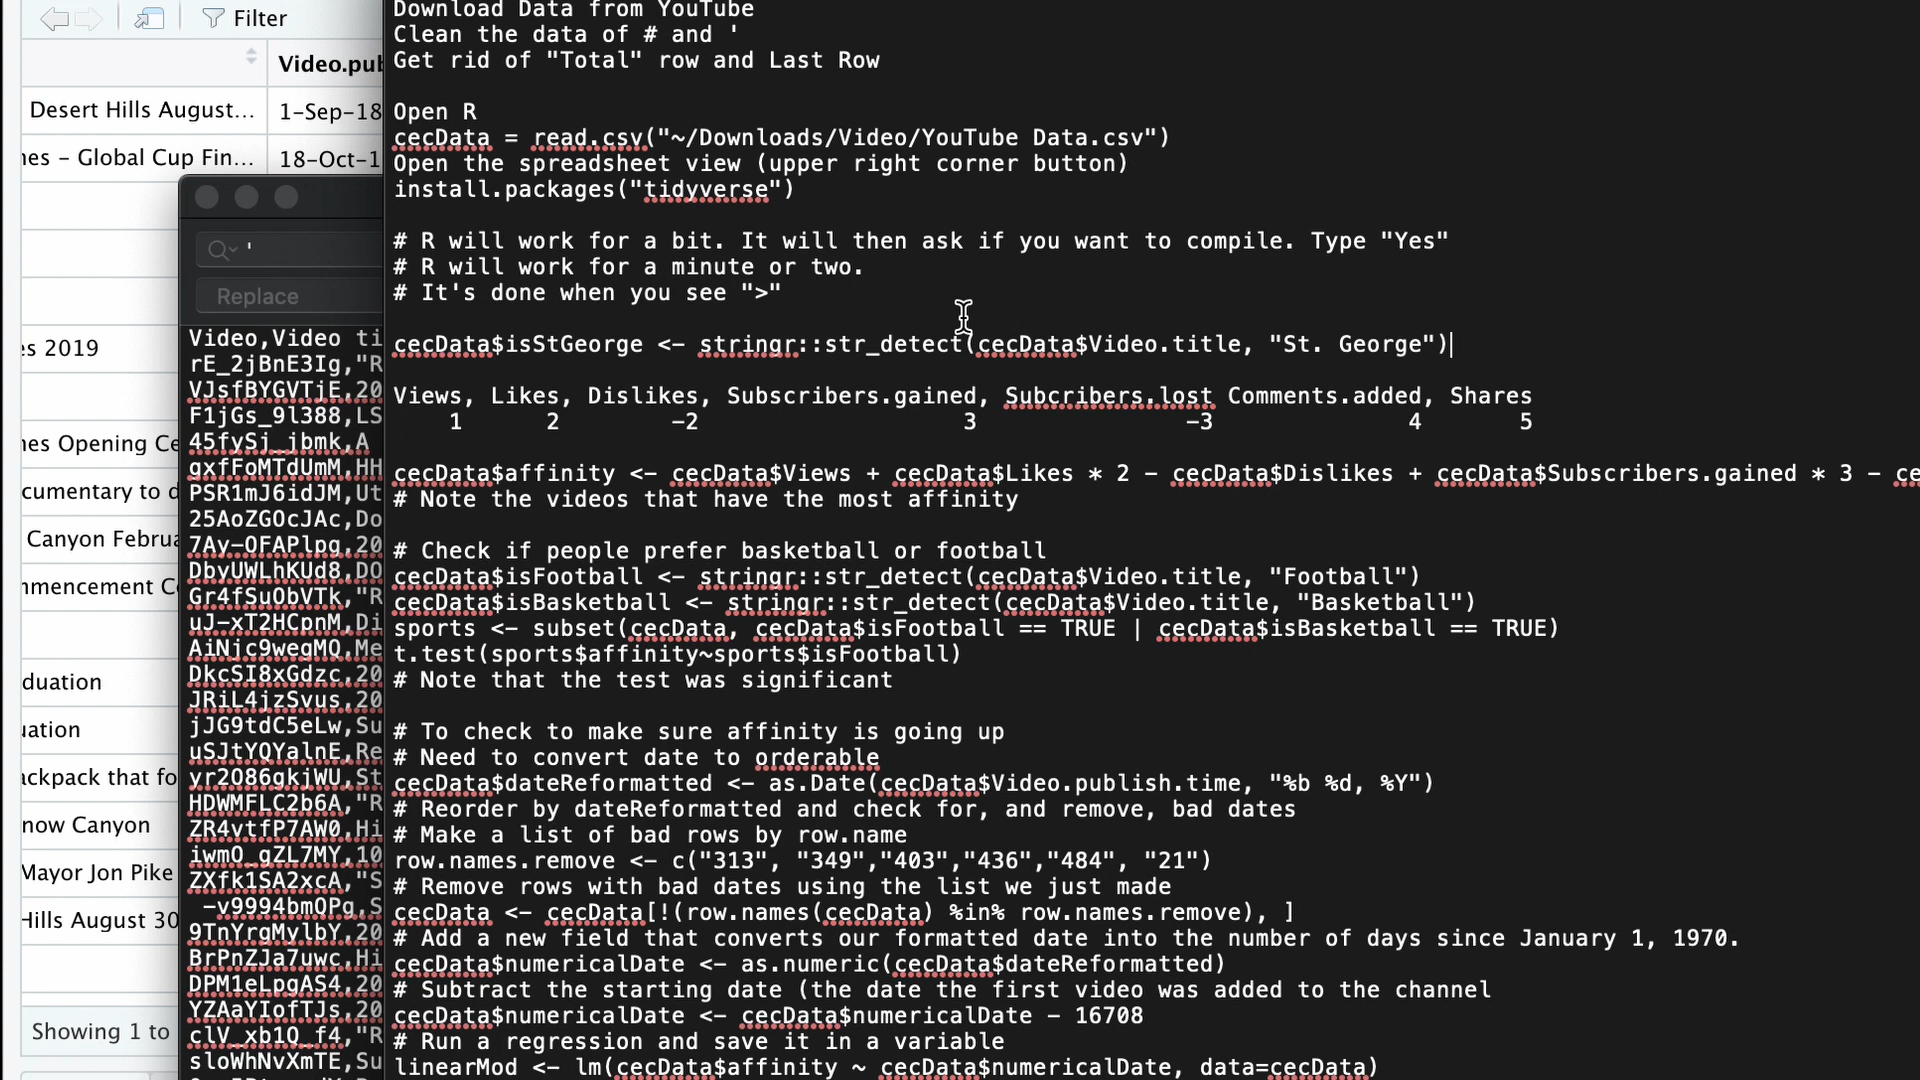 Filter
Video.pub
Desert Hills August...
1-Sep-18
nes – Global Cup Fin...
18-Oct-1
es 2019
nes Opening Ce
cumentary to d
Canyon Februa
nmencement Co
duation
uation
ackpack that fo
now Canyon
Mayor Jon Pike
Hills August 30
Showing 1 to
'
Replace
Video,Video ti
rE_2jBnE3Ig,"R
VJsfBYGVTjE,20
F1jGs_9l388,LS
45fySj_jbmk,A
gxfFoMTdUmM,HH
PSR1mJ6idJM,Ut
25AoZGOcJAc,Do
7Ay-OFAPlpg,20
DbyUWLhKUd8,DO
Gr4fSuObVTk,"R
uJ-xT2HCpnM,Di
AiNjc9wegMQ,Me
DkcSI8xGdzc,20
JRiL4jzSvus,20
jJG9tdC5eLw,Su
uSJtYQYalnE,Re
yr2O86gkjWU,St
HDWMFLC2b6A,"R
ZR4vtfP7AW0,Hi
iwmO_gZL7MY,10
ZXfk1SA2xcA,"S
-v9994bmQPg,S
9TnYrgMylbY,20
BrPnZJa7uwc,Hi
DPM1eLpgAS4,20
YZAaYIofTJs,20
clV_xb1Q_f4,"R
sloWhNvXmTE,Su
Download Data from YouTube
Clean the data of # and '
Get rid of "Total" row and Last Row
Open R
cecData = read.csv("~/Downloads/Video/YouTube Data.csv")
Open the spreadsheet view (upper right corner button)
install.packages("tidyverse")
# R will work for a bit. It will then ask if you want to compile. Type "Yes"
# R will work for a minute or two.
# It's done when you see ">"
cecData$isStGeorge <- stringr::str_detect(cecData$Video.title, "St. George")
Views, Likes, Dislikes, Subscribers.gained, Subcribers.lost Comments.added, Shares
1 2 -2 3 -3 4 5
cecData$affinity <- cecData$Views + cecData$Likes * 2 - cecData$Dislikes + cecData$Subscribers.gained * 3 - ce
# Note the videos that have the most affinity
# Check if people prefer basketball or football
cecData$isFootball <- stringr::str_detect(cecData$Video.title, "Football")
cecData$isBasketball <- stringr::str_detect(cecData$Video.title, "Basketball")
sports <- subset(cecData, cecData$isFootball == TRUE | cecData$isBasketball == TRUE)
t.test(sports$affinity~sports$isFootball)
# Note that the test was significant
# To check to make sure affinity is going up
# Need to convert date to orderable
cecData$dateReformatted <- as.Date(cecData$Video.publish.time, "%b %d, %Y")
# Reorder by dateReformatted and check for, and remove, bad dates
# Make a list of bad rows by row.name
row.names.remove <- c("313", "349","403","436","484", "21")
# Remove rows with bad dates using the list we just made
cecData <- cecData[!(row.names(cecData) %in% row.names.remove), ]
# Add a new field that converts our formatted date into the number of days since January 1, 1970.
cecData$numericalDate <- as.numeric(cecData$dateReformatted)
# Subtract the starting date (the date the first video was added to the channel
cecData$numericalDate <- cecData$numericalDate - 16708
# Run a regression and save it in a variable
linearMod <- lm(cecData$affinity ~ cecData$numericalDate, data=cecData)